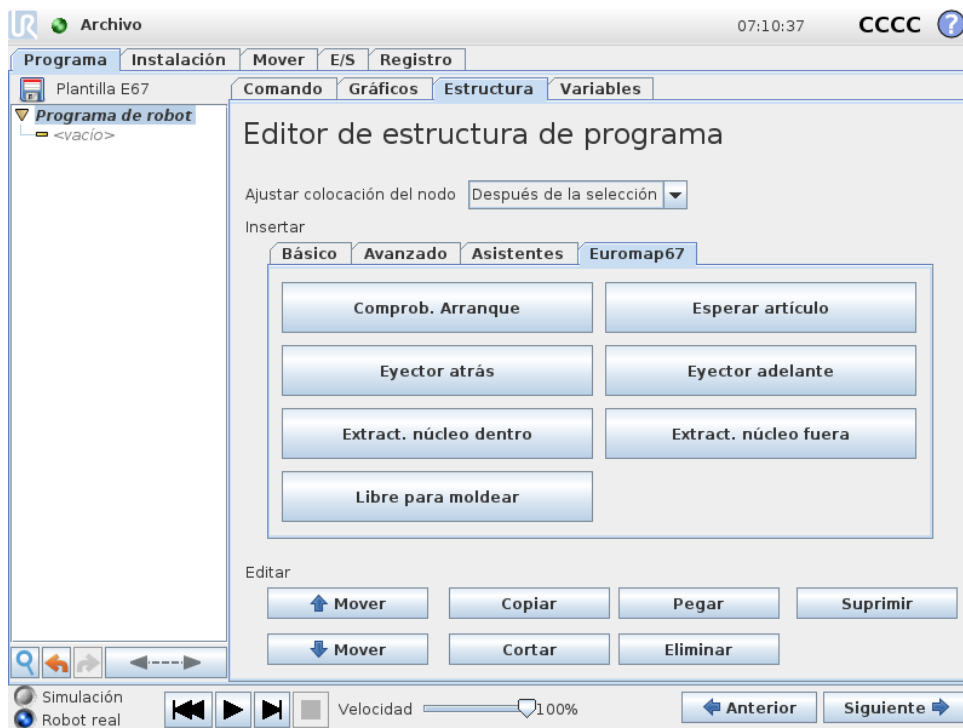 UR Archivo 07:10:37 CCCC ?
Programa Instalación Mover E/S Registro
Plantilla E67 Comando Gráficos Estructura Variables
Programa de robot
<vacío>
Editor de estructura de programa
Ajustar colocación del nodo Después de la selección
Insertar
Básico Avanzado Asistentes Euromap67
Comprob. Arranque Esperar artículo
Eyector atrás Eyector adelante
Extract. núcleo dentro Extract. núcleo fuera
Libre para moldear
Editar
Mover Copiar Pegar Suprimir
Mover Cortar Eliminar
Simulación
Robot real
Velocidad 100% Anterior Siguiente